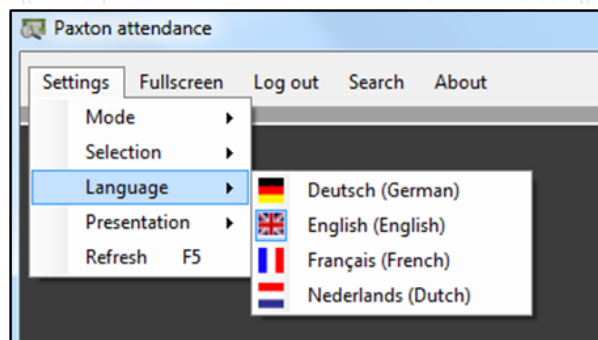 Paxton attendance
Settings Fullscreen Log out Search About
Mode
Selection
Language
Presentation
Refresh F5
Deutsch (German)
English (English)
Français (French)
Nederlands (Dutch)